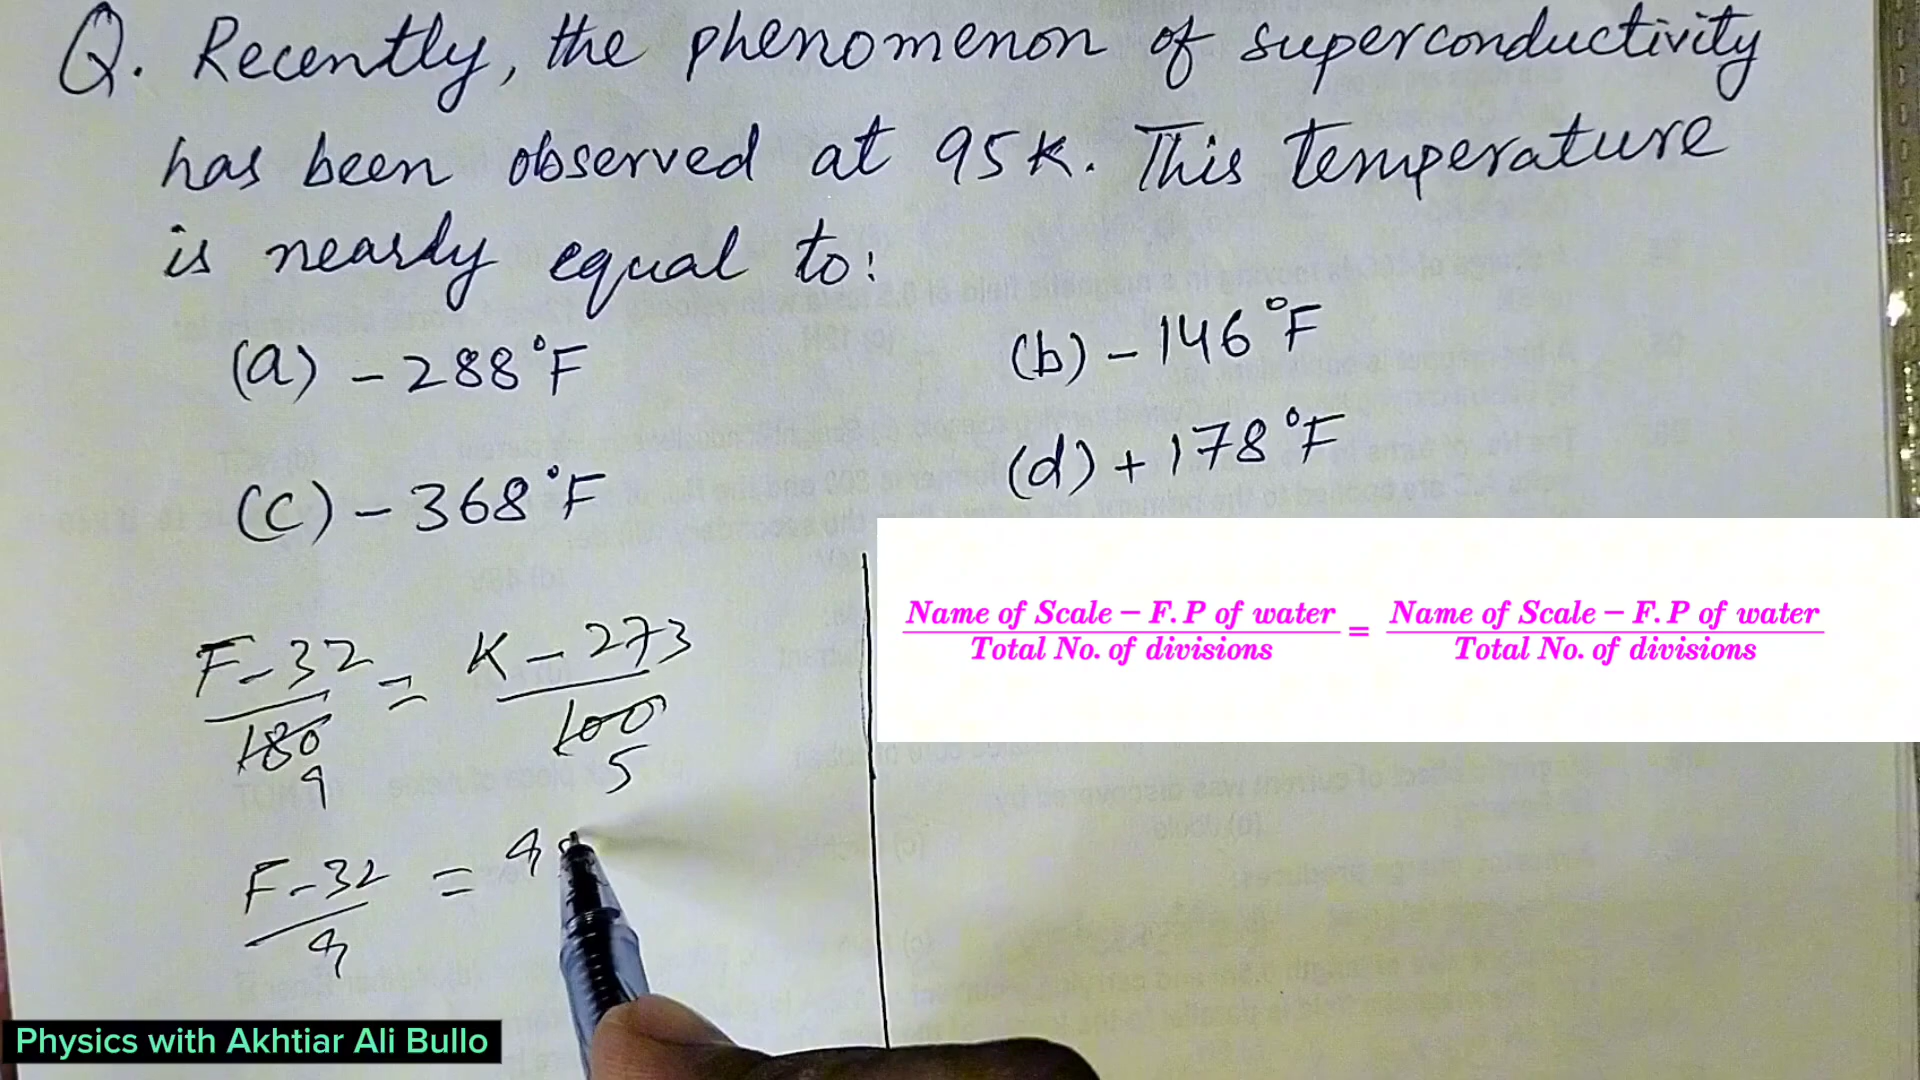 Q. Recently, the phenomenon of superconductivity
has been observed at 95K. This temperature
is nearly equal to:
(a) - 288°F
(b) - 146°F
(c) - 368°F
(d) + 178°F
F - 32 / 180 = K - 273 / 100
9 5
F - 32 / 9 = 9
Name of Scale - F.P of water / Total No. of divisions = Name of Scale - F.P of water / Total No. of divisions
Physics with Akhtiar Ali Bullo